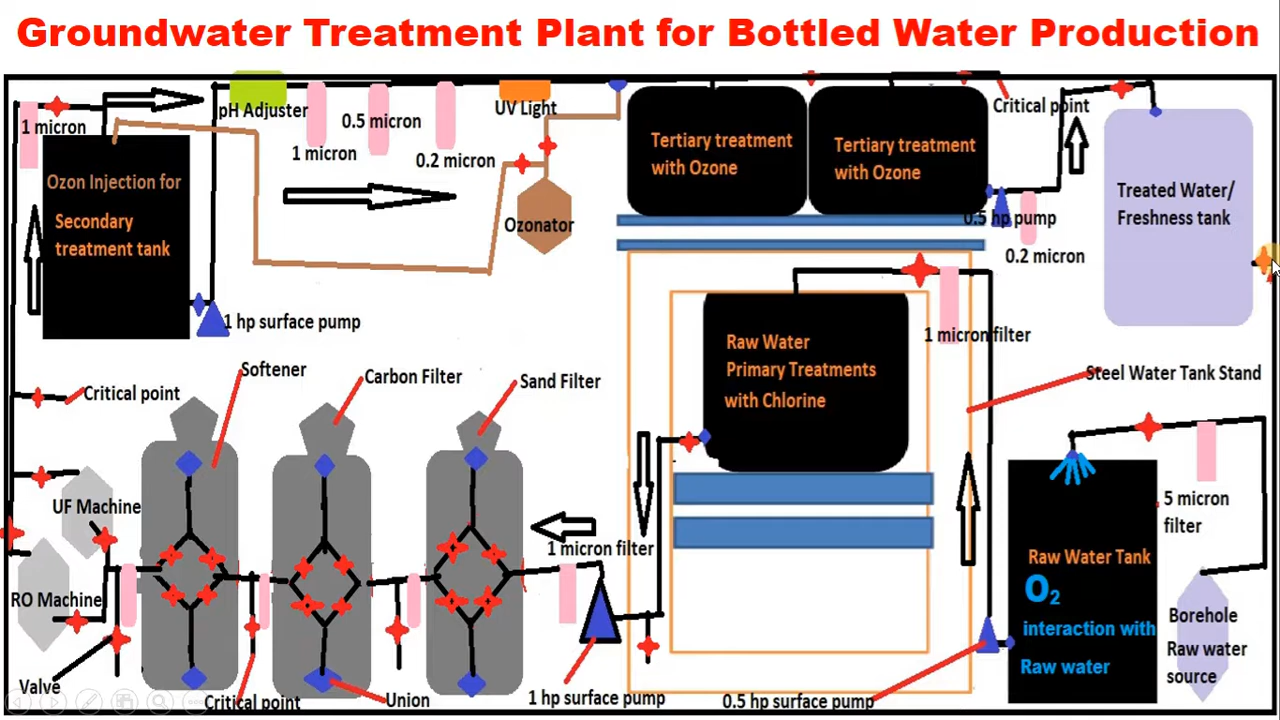 Groundwater Treatment Plant for Bottled Water Production
1 micron
pH Adjuster
1 micron
0.5 micron
0.2 micron
UV Light
Ozonator
Ozon Injection for
Secondary
treatment tank
1 hp surface pump
Tertiary treatment
with Ozone
Tertiary treatment
with Ozone
Critical point
0.5 hp pump
0.2 micron
Treated Water/
Freshness tank
Raw Water
Primary Treatments
with Chlorine
1 micron filter
Steel Water Tank Stand
Critical point
Softener
Carbon Filter
Sand Filter
UF Machine
RO Machine
Valve
Critical point
Union
1 micron filter
1 hp surface pump
0.5 hp surface pump
Raw Water Tank
O2
interaction with
Raw water
5 micron
filter
Borehole
Raw water
source